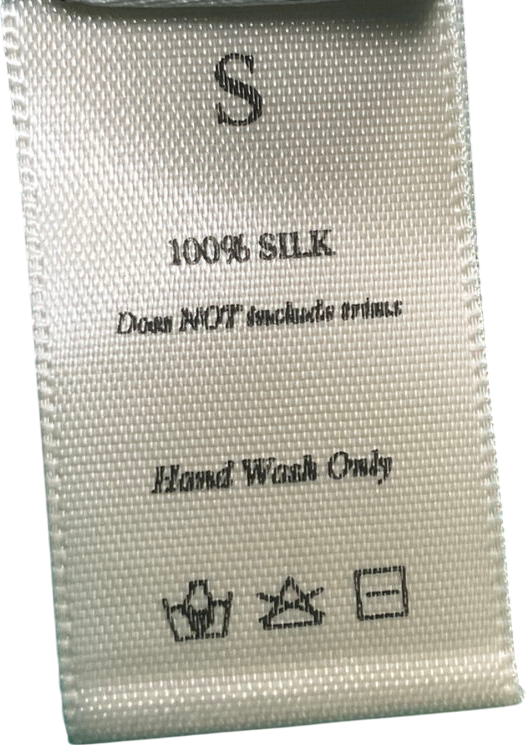 S
100% SILK
Does NOT include trims
Hand Wash Only